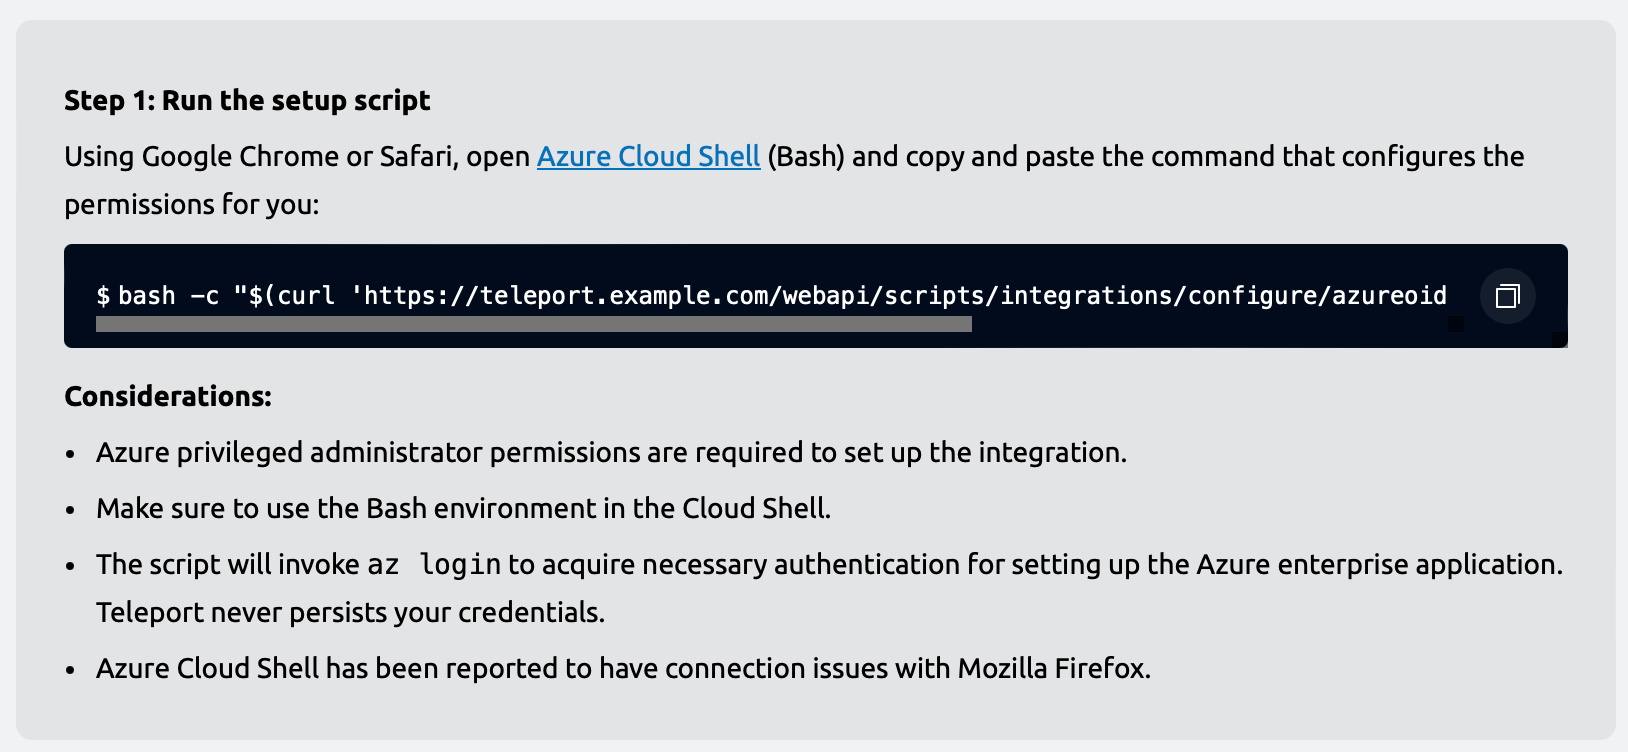 Step 1: Run the setup script
Using Google Chrome or Safari, open Azure Cloud Shell (Bash) and copy and paste the command that configures the
permissions for you:
$ bash -c "$(curl 'https://teleport.example.com/webapi/scripts/integrations/configure/azureoid
Considerations:
• Azure privileged administrator permissions are required to set up the integration.
• Make sure to use the Bash environment in the Cloud Shell.
• The script will invoke az login to acquire necessary authentication for setting up the Azure enterprise application.
Teleport never persists your credentials.
• Azure Cloud Shell has been reported to have connection issues with Mozilla Firefox.